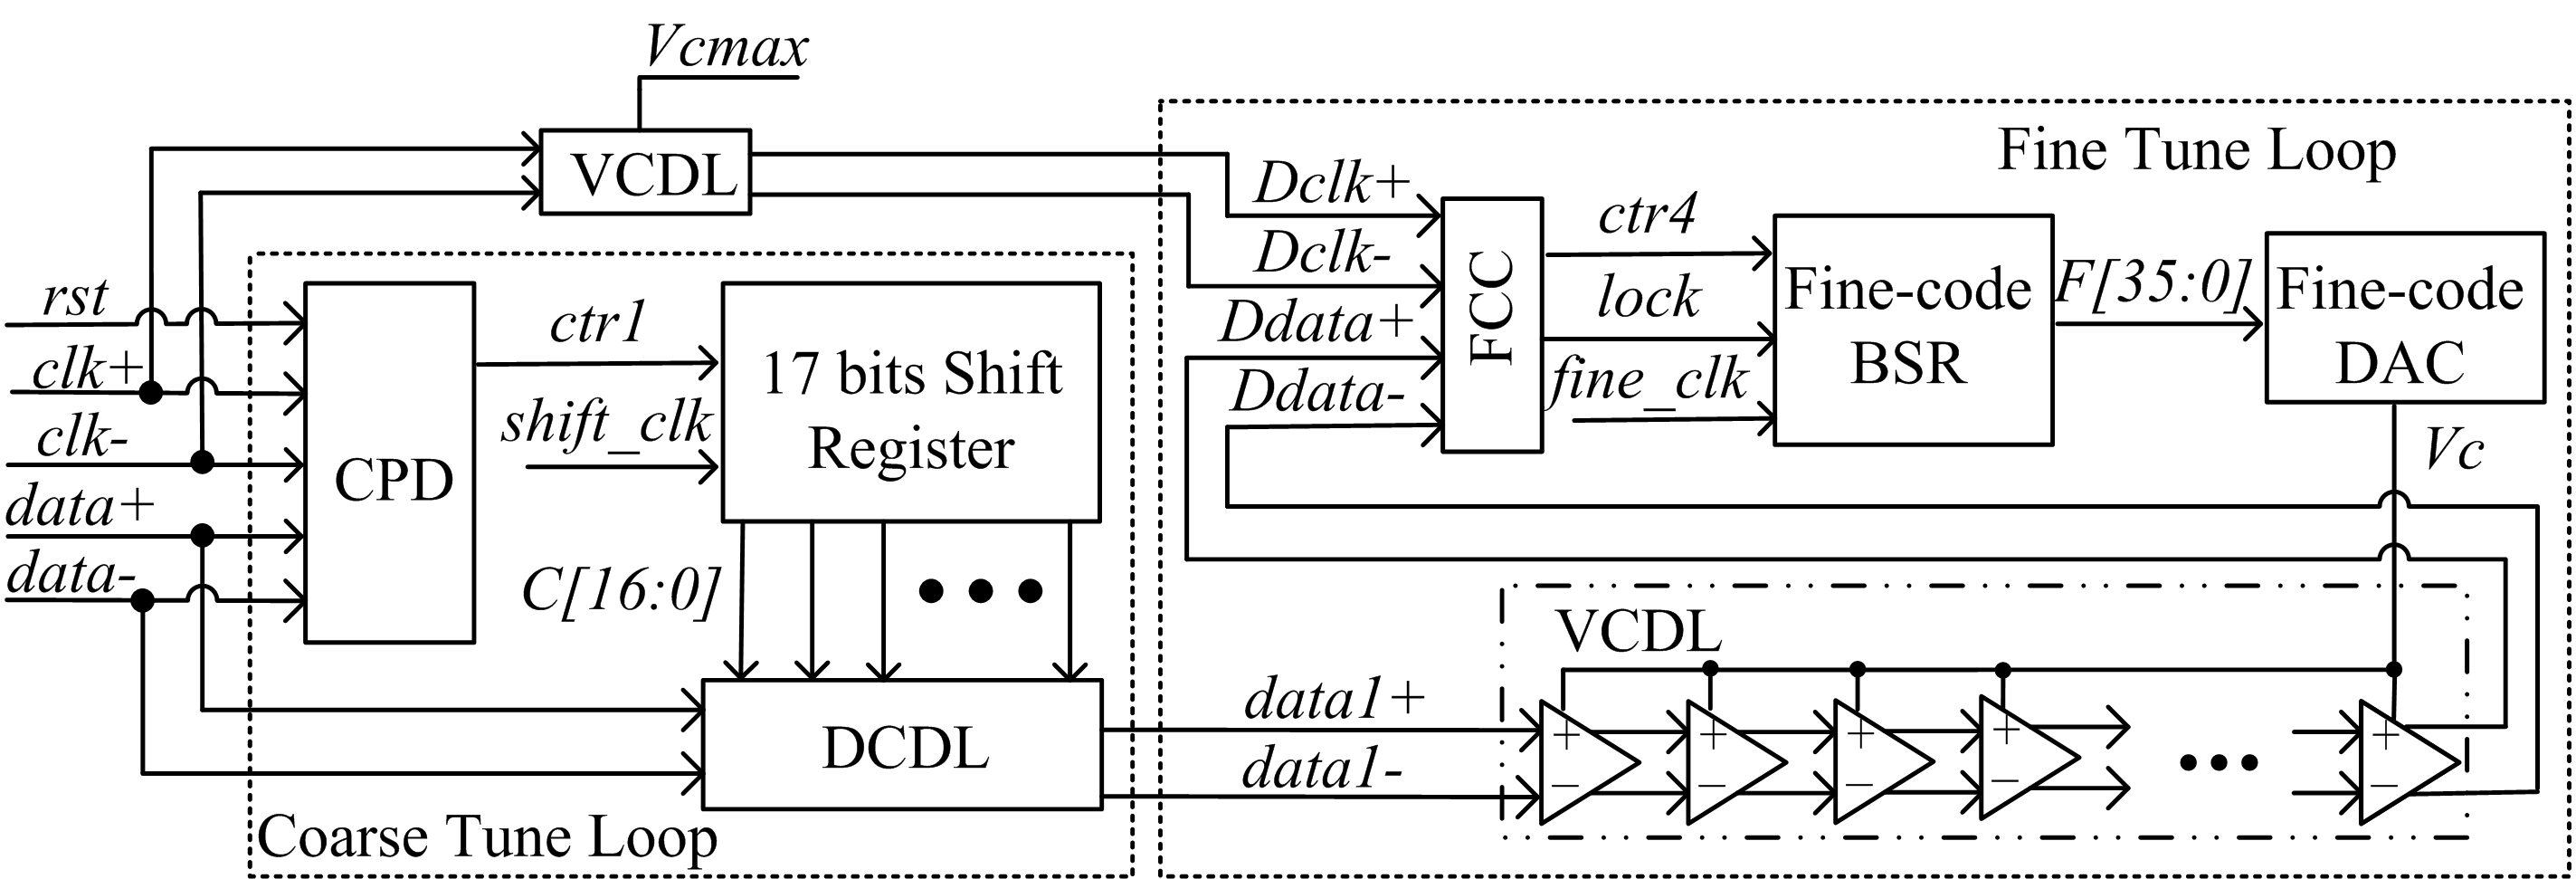 Vcmax
VCDL
Fine Tune Loop
Dclk+
Dclk-
Ddata+
Ddata-
FCC
ctr4
lock
fine_clk
Fine-code
BSR
F[35:0]
Fine-code
DAC
Vc
rst
clk+
clk-
data+
data-
CPD
ctr1
shift_clk
17 bits Shift
Register
C[16:0]
DCDL
Coarse Tune Loop
data1+
data1-
VCDL
+
−
+
−
+
−
+
−
+
−